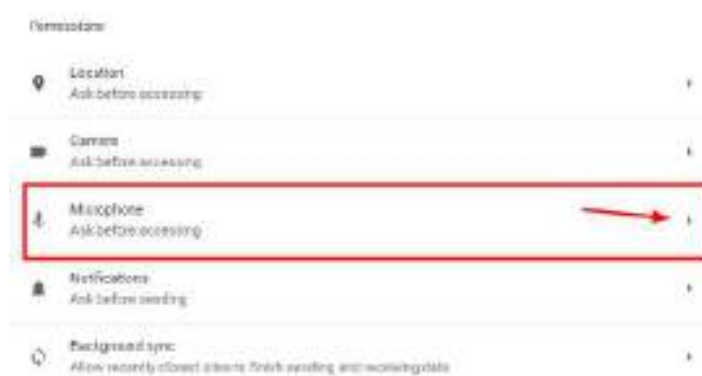 Permissions
Location
Ask before accessing
Camera
Ask before accessing
Microphone
Ask before accessing
Notifications
Ask before sending
Background sync
Allow recently closed sites to finish sending and receiving data